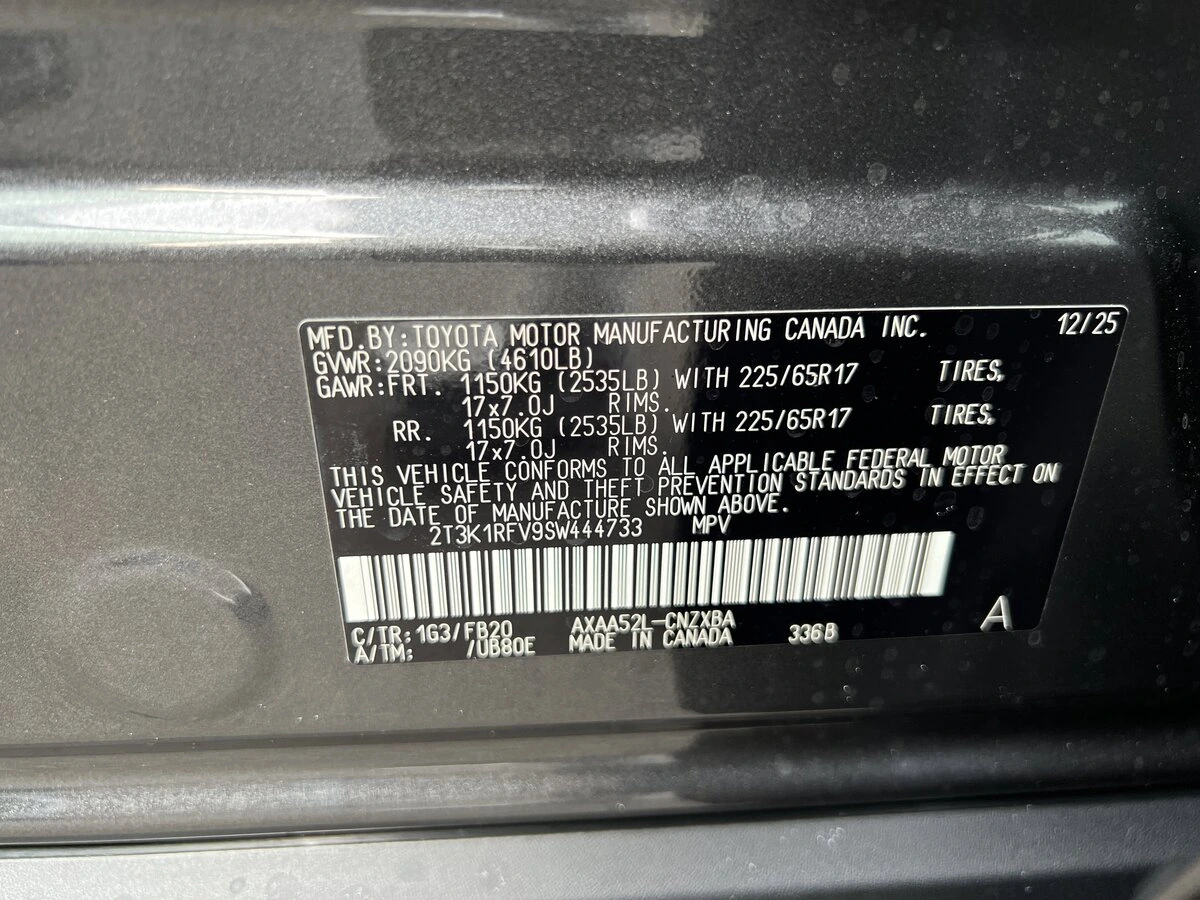 MFD.BY:TOYOTA MOTOR MANUFACTURING CANADA INC. 12/25
GVWR:2090KG (4610LB)
GAWR:FRT. 1150KG (2535LB) WITH 225/65R17 TIRES,
17x7.0J RIMS.
RR. 1150KG (2535LB) WITH 225/65R17 TIRES,
17x7.0J RIMS.
THIS VEHICLE CONFORMS TO ALL APPLICABLE FEDERAL MOTOR
VEHICLE SAFETY AND THEFT PREVENTION STANDARDS IN EFFECT ON
THE DATE OF MANUFACTURE SHOWN ABOVE.
2T3K1RFV9SW444733 MPV
C/TR:1G3/FB20 AXAA52L-CNZXBA
A/TM: /UB80E MADE IN CANADA 336B A